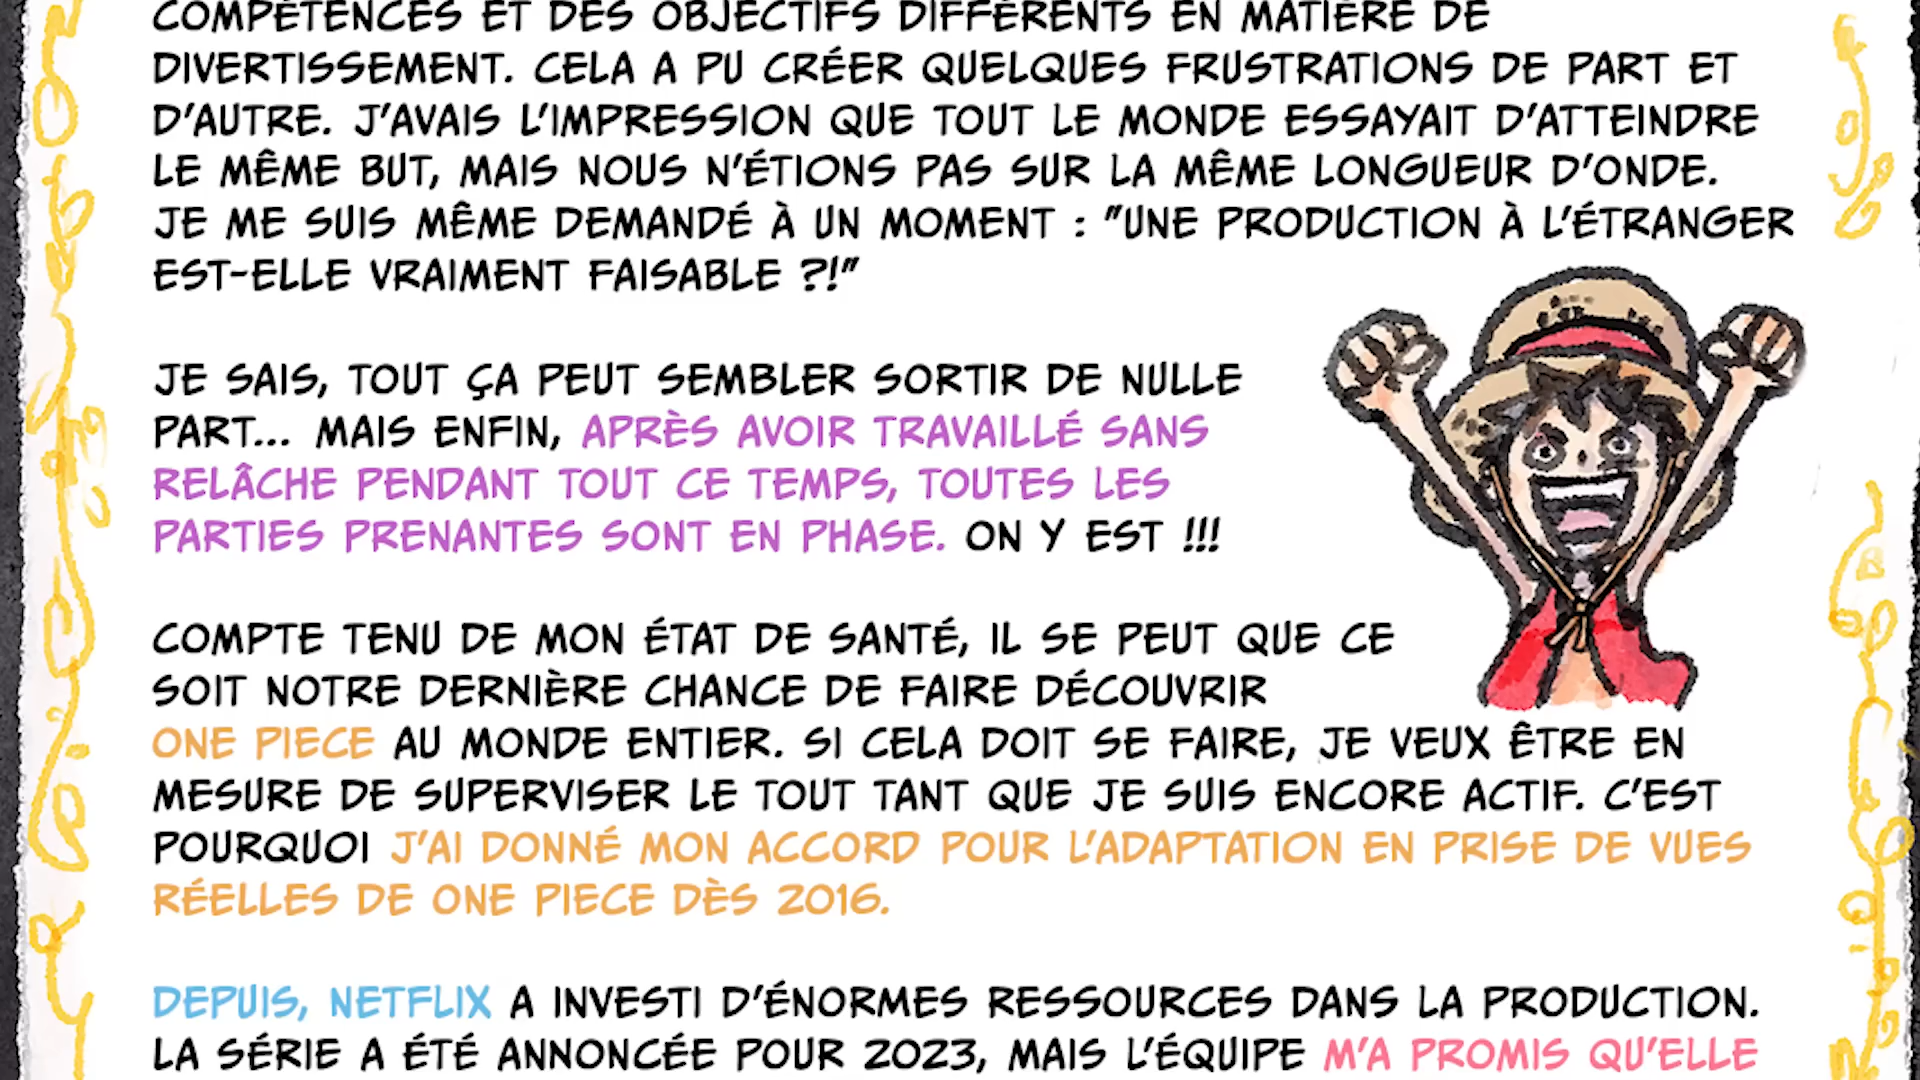 COMPÉTENCES ET DES OBJECTIFS DIFFÉRENTS EN MATIÈRE DE
DIVERTISSEMENT. CELA A PU CRÉER QUELQUES FRUSTRATIONS DE PART ET
D'AUTRE. J'AVAIS L'IMPRESSION QUE TOUT LE MONDE ESSAYAIT D'ATTEINDRE
LE MÊME BUT, MAIS NOUS N'ÉTIONS PAS SUR LA MÊME LONGUEUR D'ONDE.
JE ME SUIS MÊME DEMANDÉ À UN MOMENT : "UNE PRODUCTION À L'ÉTRANGER
EST-ELLE VRAIMENT FAISABLE ?!"
JE SAIS, TOUT ÇA PEUT SEMBLER SORTIR DE NULLE
PART... MAIS ENFIN, APRÈS AVOIR TRAVAILLÉ SANS
RELÂCHE PENDANT TOUT CE TEMPS, TOUTES LES
PARTIES PRENANTES SONT EN PHASE. ON Y EST !!!
COMPTE TENU DE MON ÉTAT DE SANTÉ, IL SE PEUT QUE CE
SOIT NOTRE DERNIÈRE CHANCE DE FAIRE DÉCOUVRIR
ONE PIECE AU MONDE ENTIER. SI CELA DOIT SE FAIRE, JE VEUX ÊTRE EN
MESURE DE SUPERVISER LE TOUT TANT QUE JE SUIS ENCORE ACTIF. C'EST
POURQUOI J'AI DONNÉ MON ACCORD POUR L'ADAPTATION EN PRISE DE VUES
RÉELLES DE ONE PIECE DÈS 2016.
DEPUIS, NETFLIX A INVESTI D'ÉNORMES RESSOURCES DANS LA PRODUCTION.
LA SÉRIE A ÉTÉ ANNONCÉE POUR 2023, MAIS L'ÉQUIPE M'A PROMIS QU'ELLE